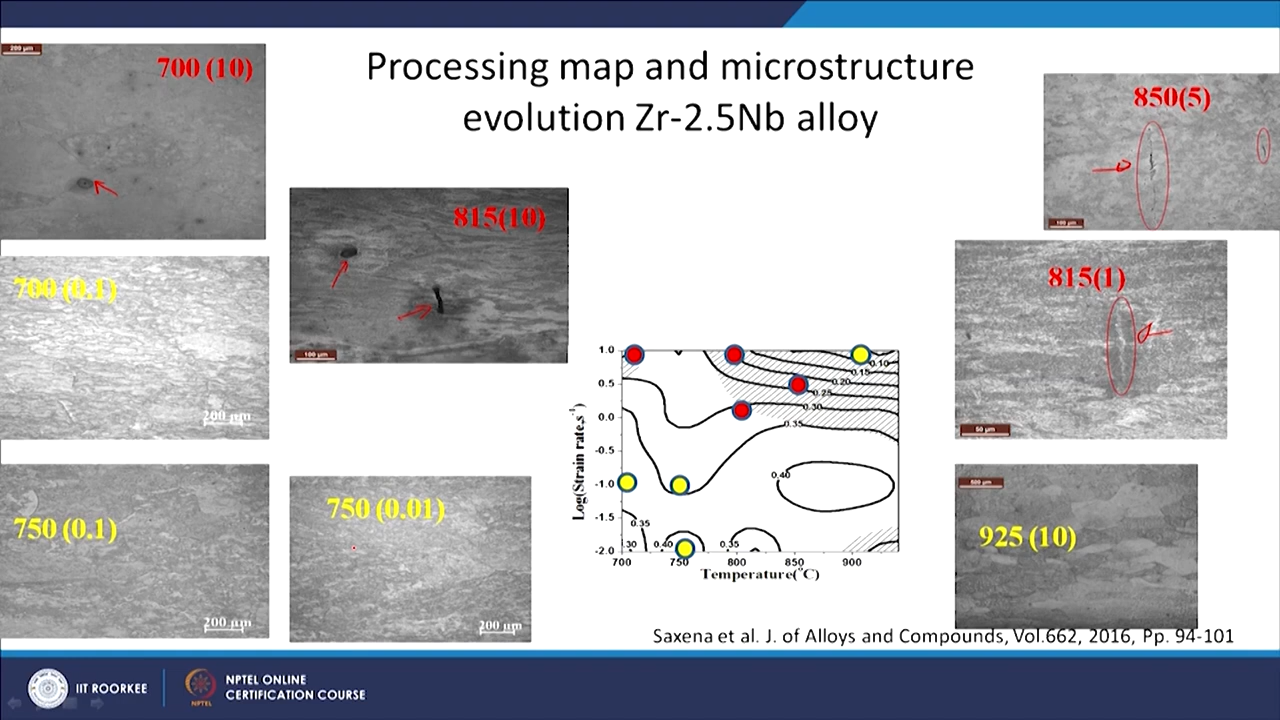 Processing map and microstructure
evolution Zr-2.5Nb alloy
200 µm
700 (10)
700 (0.1)
200 µm
750 (0.1)
200 µm
815(10)
100 µm
750 (0.01)
200 µm
850(5)
100 µm
815(1)
50 µm
500 µm
925 (10)
Log(Strain rate,s⁻¹)
1.0
0.5
0.0
-0.5
-1.0
-1.5
-2.0
0.10
0.15
0.20
0.25
0.30
0.35
0.40
0.35
30
0.40
0.35
700
750
800
850
900
Temperature(°C)
Saxena et al. J. of Alloys and Compounds, Vol.662, 2016, Pp. 94-101
IIT ROORKEE
NPTEL
NPTEL ONLINE
CERTIFICATION COURSE